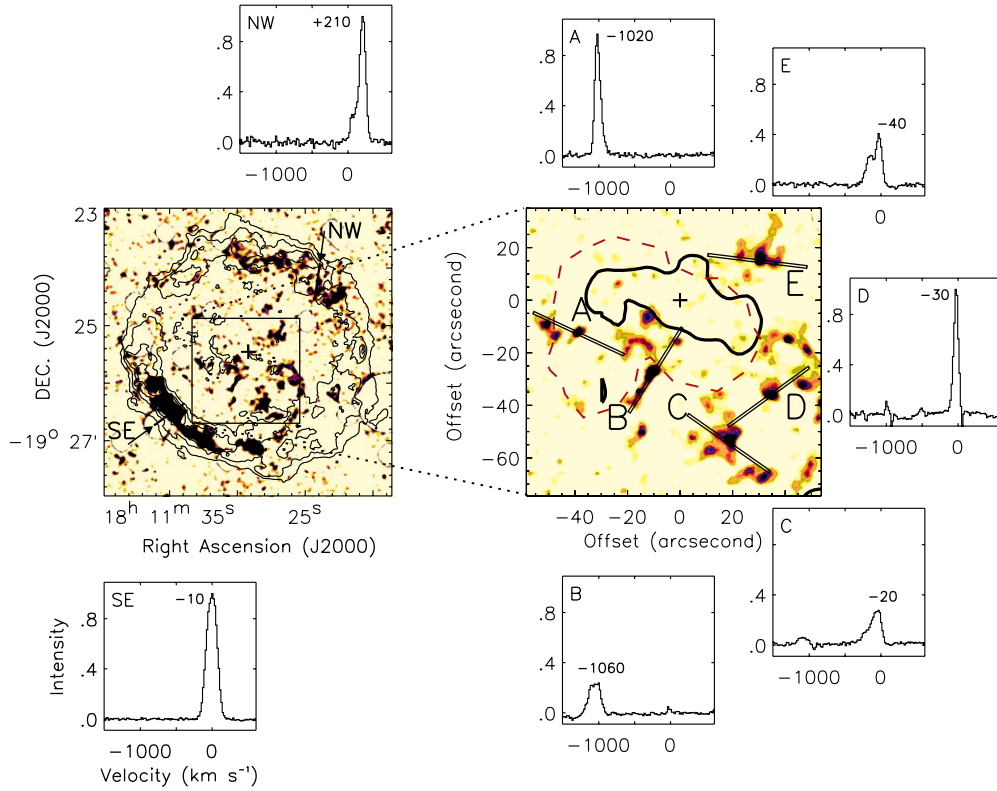 NW
+210
.8
.4
.0
−1000 0
A
−1020
.8
.4
.0
−1000 0
E
−40
.8
.4
.0
0
23
25
−19° 27'
DEC. (J2000)
NW
SE
18ʰ 11ᵐ 35ˢ 25ˢ
Right Ascension (J2000)
20
0
−20
−40
−60
Offset (arcsecond)
A
B
C
D
E
−40 −20 0 20
Offset (arcsecond)
D
−30
.8
.4
.0
−1000 0
C
−20
.8
.4
.0
−1000 0
SE
−10
.8
.4
.0
Intensity
−1000 0
Velocity (km s⁻¹)
B
−1060
.8
.4
.0
−1000 0